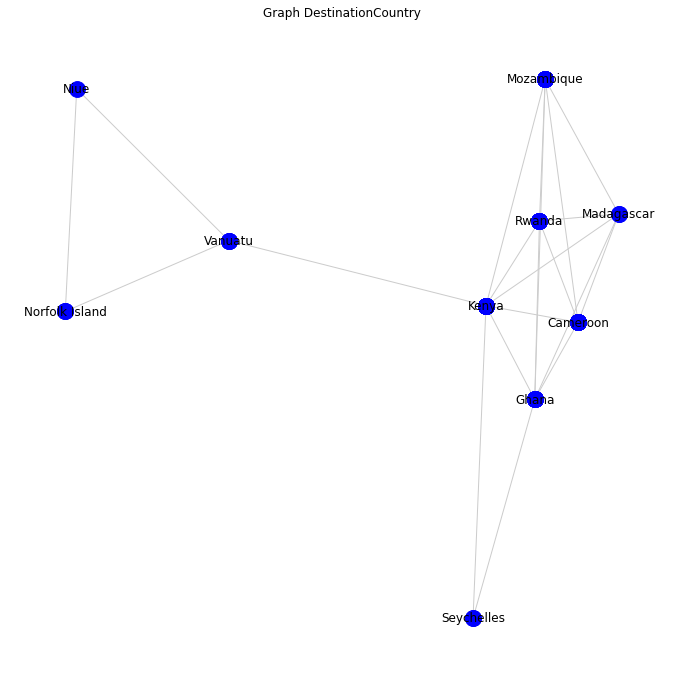 Graph DestinationCountry
Mozambique
Niue
Madagascar
Rwanda
Vanuatu
Kenya
Norfolk Island
Cameroon
Ghana
Seychelles